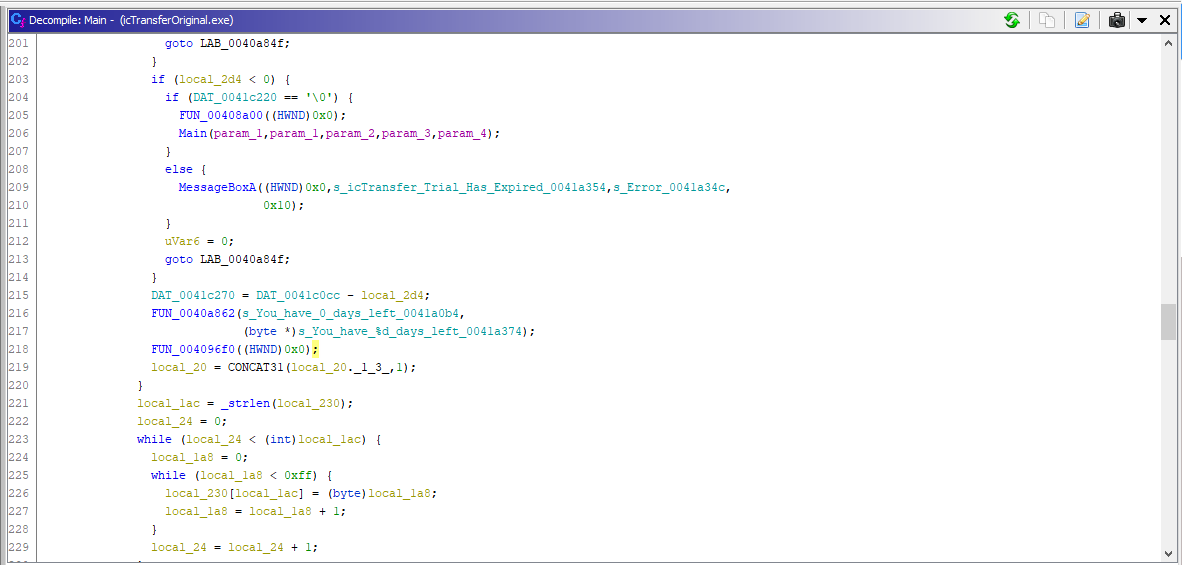 Decompile: Main - (icTransferOriginal.exe)
201 goto LAB_0040a84f;
202 }
203 if (local_2d4 < 0) {
204 if (DAT_0041c220 == '\0') {
205 FUN_00408a00((HWND)0x0);
206 Main(param_1,param_1,param_2,param_3,param_4);
207 }
208 else {
209 MessageBoxA((HWND)0x0,s_icTransfer_Trial_Has_Expired_0041a354,s_Error_0041a34c,
210 0x10);
211 }
212 uVar6 = 0;
213 goto LAB_0040a84f;
214 }
215 DAT_0041c270 = DAT_0041c0cc - local_2d4;
216 FUN_0040a862(s_You_have_0_days_left_0041a0b4,
217 (byte *)s_You_have_%d_days_left_0041a374);
218 FUN_004096f0((HWND)0x0);
219 local_20 = CONCAT31(local_20._1_3_,1);
220 }
221 local_1ac = _strlen(local_230);
222 local_24 = 0;
223 while (local_24 < (int)local_1ac) {
224 local_1a8 = 0;
225 while (local_1a8 < 0xff) {
226 local_230[local_1ac] = (byte)local_1a8;
227 local_1a8 = local_1a8 + 1;
228 }
229 local_24 = local_24 + 1;